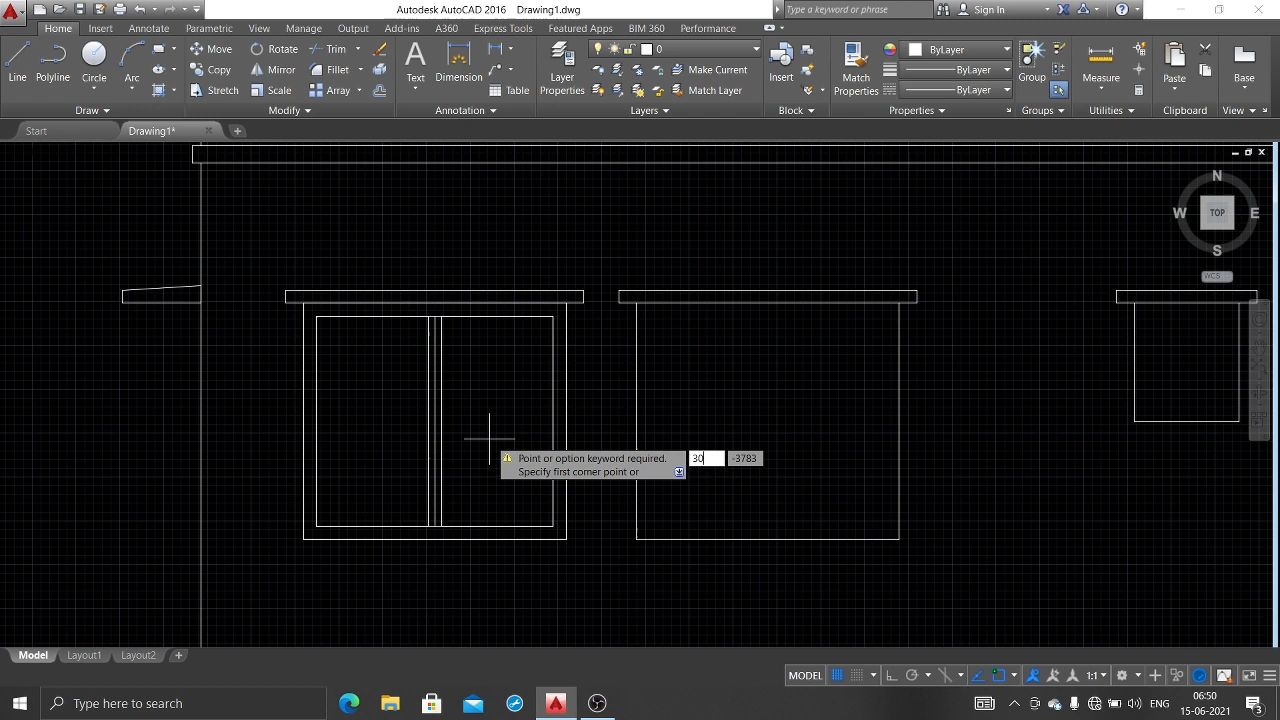 Autodesk AutoCAD 2016 Drawing1.dwg
Type a keyword or phrase
Sign In
Home Insert Annotate Parametric View Manage Output Add-ins A360 Express Tools Featured Apps BIM 360 Performance
Line Polyline Circle Arc
Move Rotate Trim
Copy Mirror Fillet
Stretch Scale Array
Text Dimension Table
Layer
Properties
0
Make Current
Match Layer
Insert
Match
Properties
ByLayer
ByLayer
ByLayer
Group Measure Paste Base
Draw Modify Annotation Layers Block Properties Groups Utilities Clipboard View
Start Drawing1*
N
W TOP E
S
WCS
Point or option keyword required. 30 -3783
Specify first corner point or
Model Layout1 Layout2
MODEL 1:1
Type here to search
ENG
06:50
15-06-2021
3